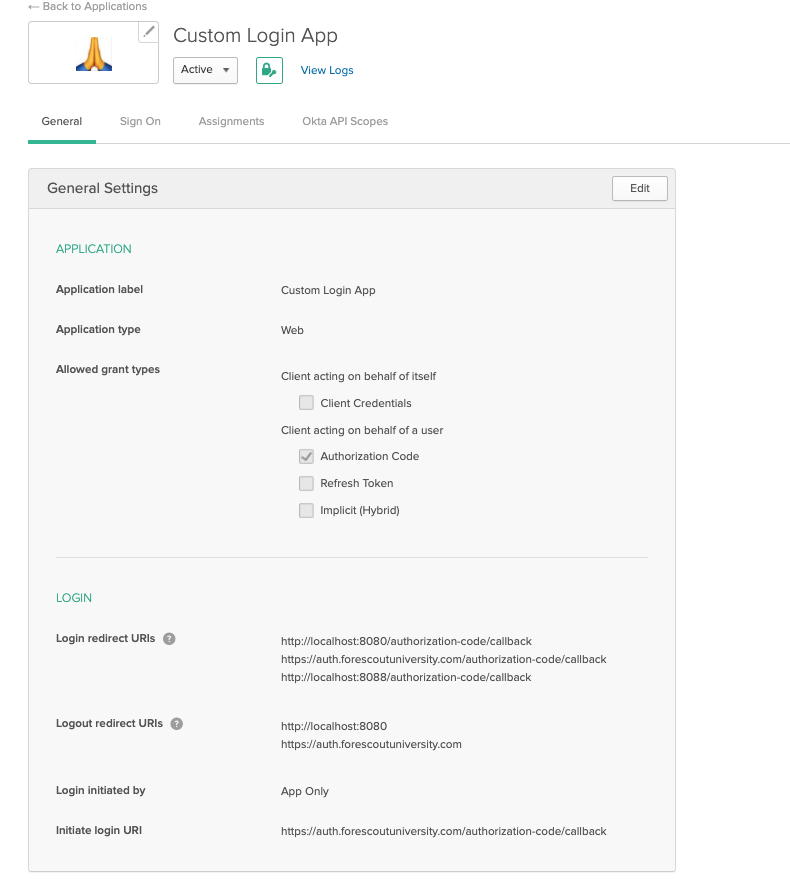 ← Back to Applications
Custom Login App
Active
View Logs
General
Sign On
Assignments
Okta API Scopes
General Settings
Edit
APPLICATION
Application label
Custom Login App
Application type
Web
Allowed grant types
Client acting on behalf of itself
Client Credentials
Client acting on behalf of a user
Authorization Code
Refresh Token
Implicit (Hybrid)
LOGIN
Login redirect URIs ?
http://localhost:8080/authorization-code/callback
https://auth.forescoutuniversity.com/authorization-code/callback
http://localhost:8088/authorization-code/callback
Logout redirect URIs ?
http://localhost:8080
https://auth.forescoutuniversity.com
Login initiated by
App Only
Initiate login URI
https://auth.forescoutuniversity.com/authorization-code/callback